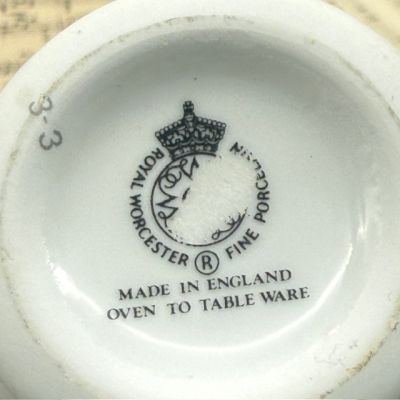 3-3
ROYAL WORCESTER
FINE PORCELAIN
®
MADE IN ENGLAND
OVEN TO TABLE WARE